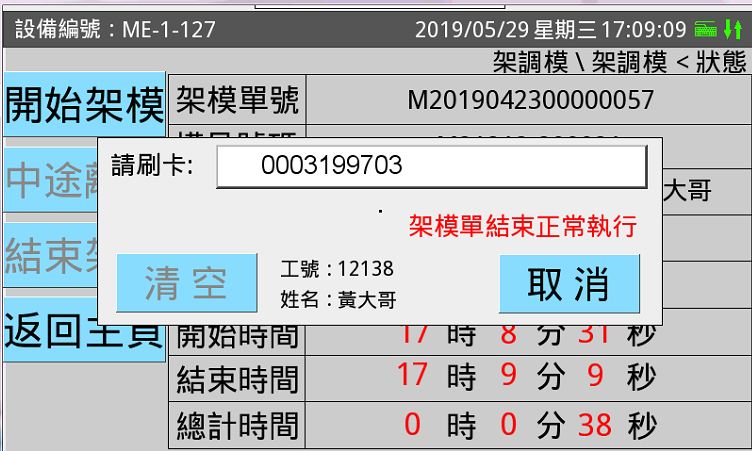 設備編號：ME-1-127
2019/05/29 星期三 17:09:09
架調模 \ 架調模 < 狀態
開始架模
架模單號
M2019042300000057
請刷卡:
0003199703
中途
大哥
架模單結束正常執行
結束
清 空
工號：12138
姓名：黃大哥
取 消
返回主頁
開始時間
17 時 8 分 31 秒
結束時間
17 時 9 分 9 秒
總計時間
0 時 0 分 38 秒